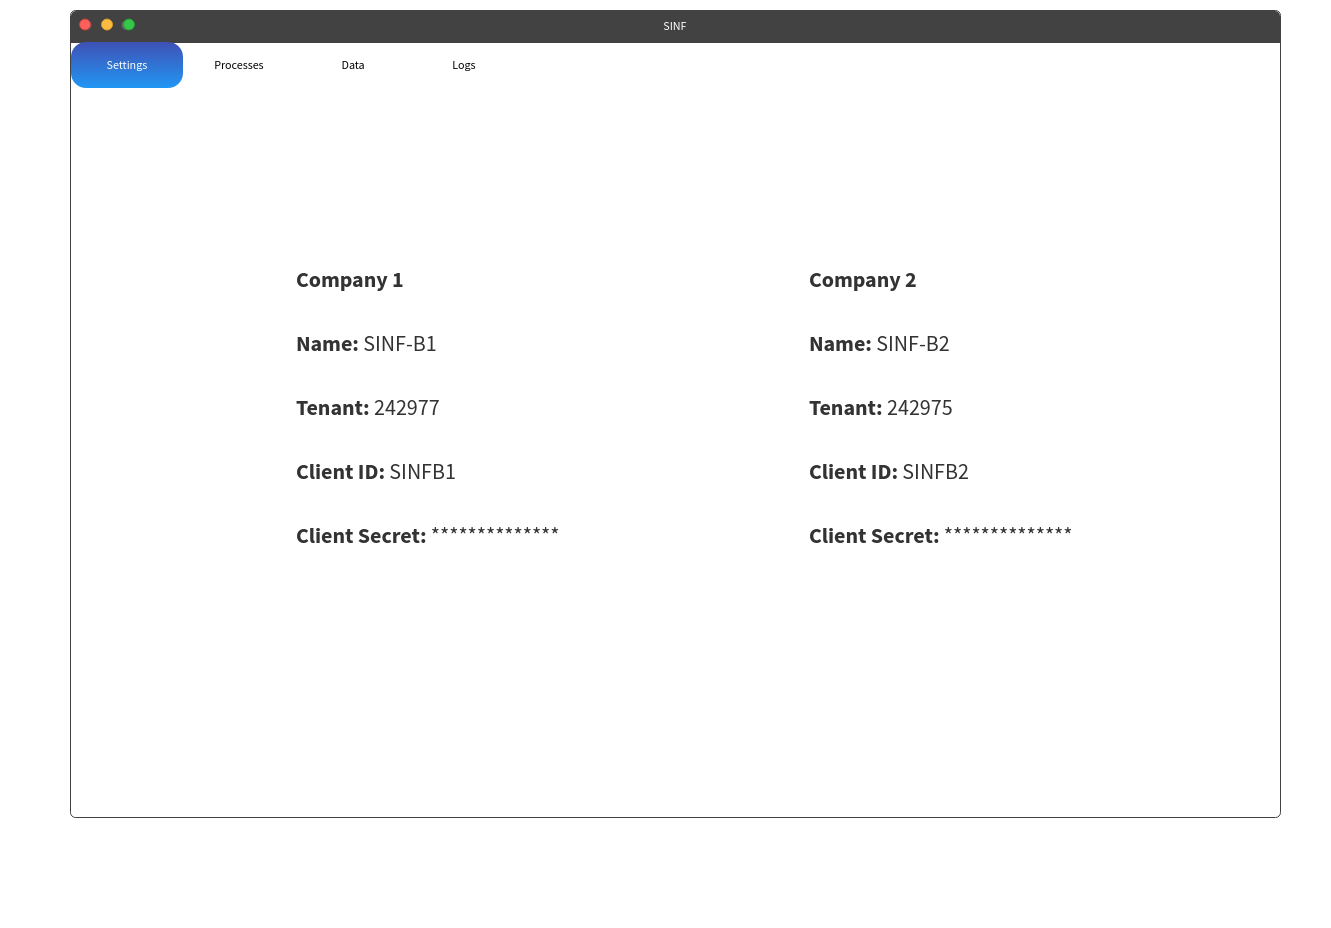 SINF
Settings
Processes
Data
Logs
Company 1
Name: SINF-B1
Tenant: 242977
Client ID: SINFB1
Client Secret: **************
Company 2
Name: SINF-B2
Tenant: 242975
Client ID: SINFB2
Client Secret: **************